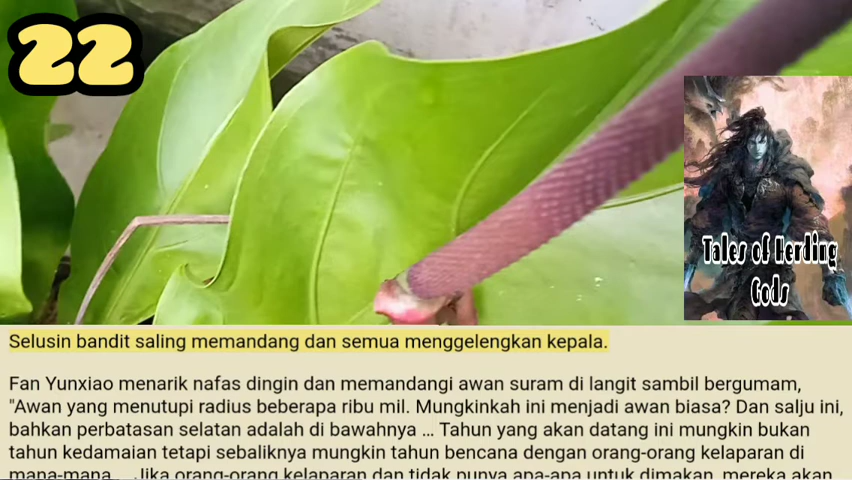 22
Tales of Herding
Gods
Selusin bandit saling memandang dan semua menggelengkan kepala.
Fan Yunxiao menarik nafas dingin dan memandangi awan suram di langit sambil bergumam,
"Awan yang menutupi radius beberapa ribu mil. Mungkinkah ini menjadi awan biasa? Dan salju ini,
bahkan perbatasan selatan adalah di bawahnya ... Tahun yang akan datang ini mungkin bukan
tahun kedamaian tetapi sebaliknya mungkin tahun bencana dengan orang-orang kelaparan di
mana-mana... Jika orang-orang kelaparan dan tidak punya apa-apa untuk dimakan, mereka akan